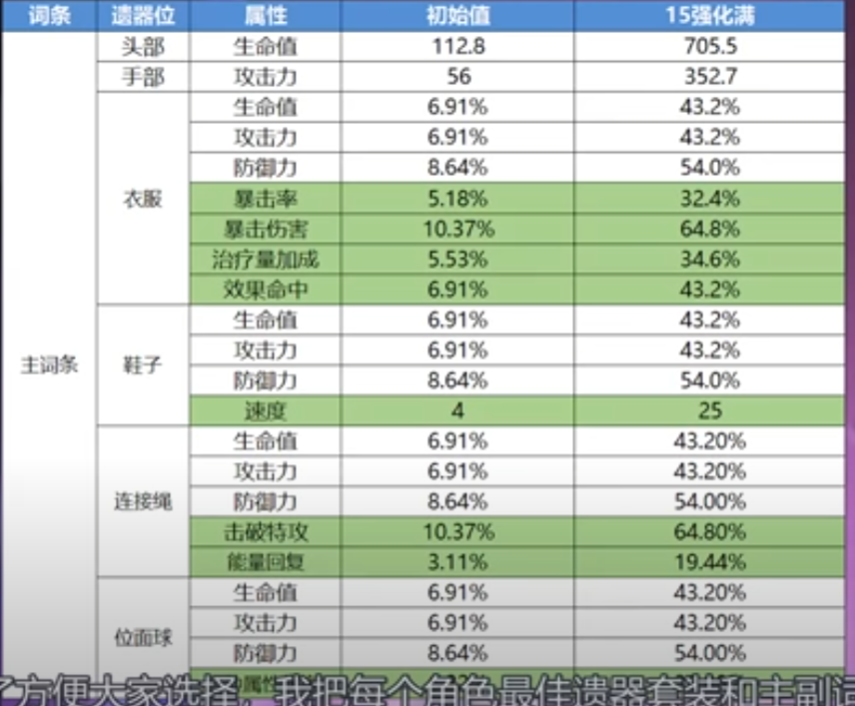 词条 遗器位 属性 初始值 15强化满
头部 生命值 112.8 705.5
手部 攻击力 56 352.7
生命值 6.91% 43.2%
攻击力 6.91% 43.2%
防御力 8.64% 54.0%
衣服 暴击率 5.18% 32.4%
暴击伤害 10.37% 64.8%
治疗量加成 5.53% 34.6%
效果命中 6.91% 43.2%
生命值 6.91% 43.2%
主词条 鞋子 攻击力 6.91% 43.2%
防御力 8.64% 54.0%
速度 4 25
生命值 6.91% 43.20%
攻击力 6.91% 43.20%
连接绳 防御力 8.64% 54.00%
击破特攻 10.37% 64.80%
能量回复 3.11% 19.44%
生命值 6.91% 43.20%
位面球 攻击力 6.91% 43.20%
防御力 8.64% 54.00%
了方便大家选择，我把每个角色最佳遗器套装和主副词